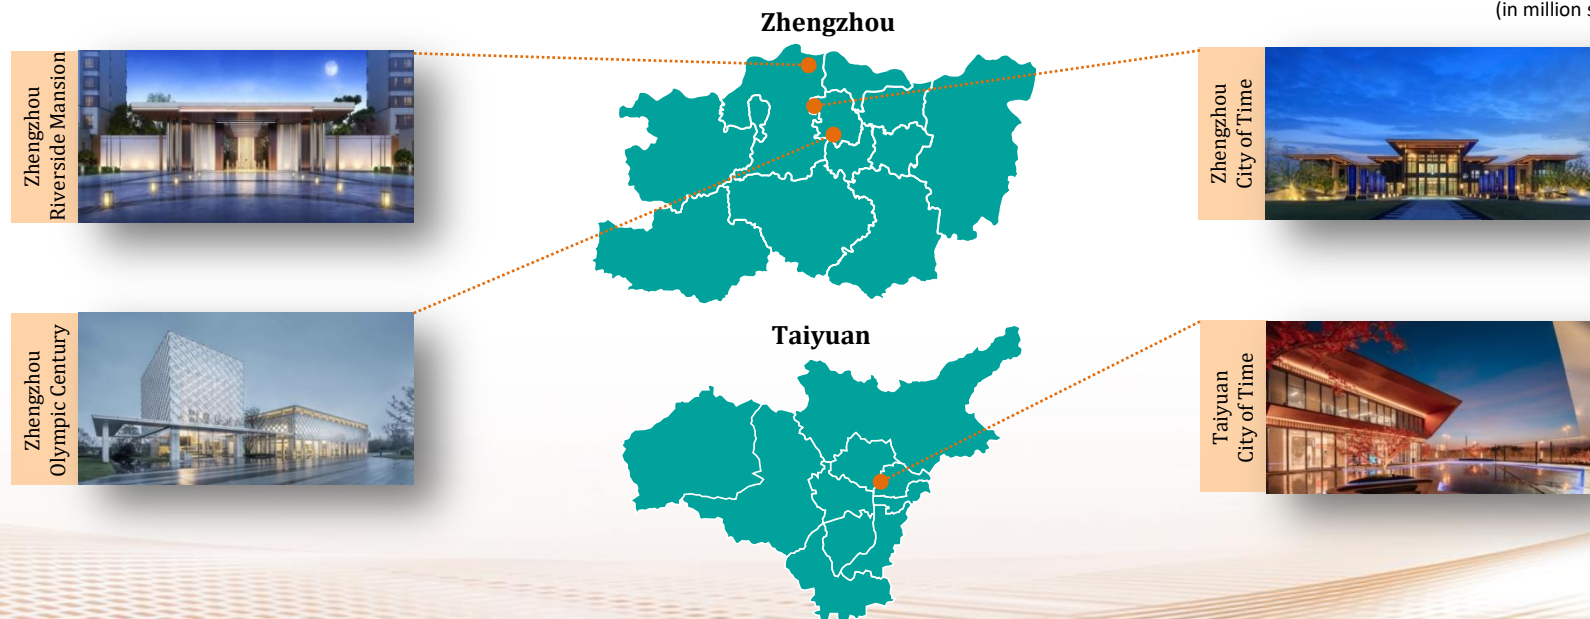 (in million s
Zhengzhou
Zhengzhou
Riverside Mansion
Zhengzhou
City of Time
Zhengzhou
Olympic Century
Taiyuan
Taiyuan
City of Time